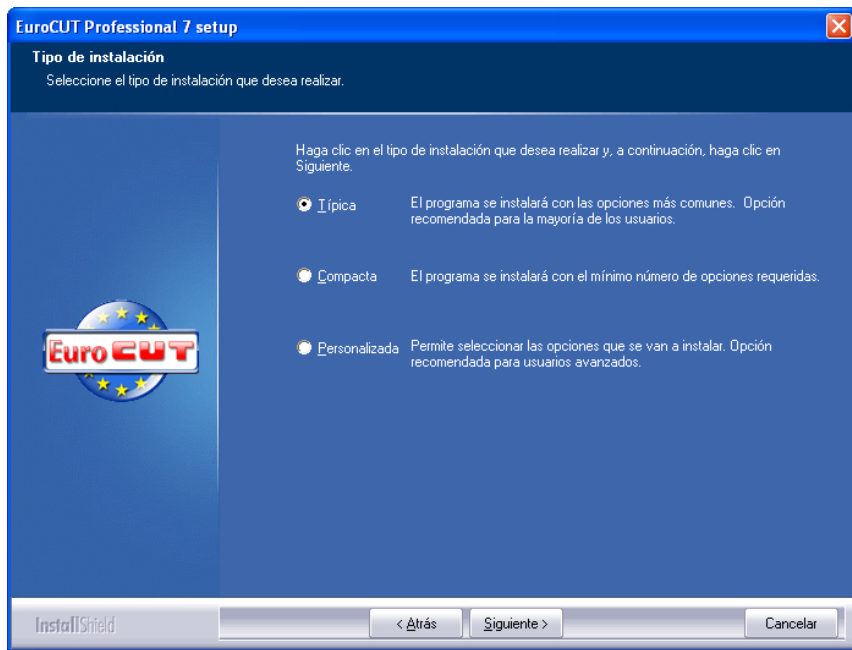 EuroCUT Professional 7 setup
Tipo de instalación
Seleccione el tipo de instalación que desea realizar.
Haga clic en el tipo de instalación que desea realizar y, a continuación, haga clic en
Siguiente.
Típica
El programa se instalará con las opciones más comunes. Opción
recomendada para la mayoría de los usuarios.
Compacta
El programa se instalará con el mínimo número de opciones requeridas.
Personalizada
Permite seleccionar las opciones que se van a instalar. Opción
recomendada para usuarios avanzados.
Euro CUT
InstallShield
< Atrás
Siguiente >
Cancelar